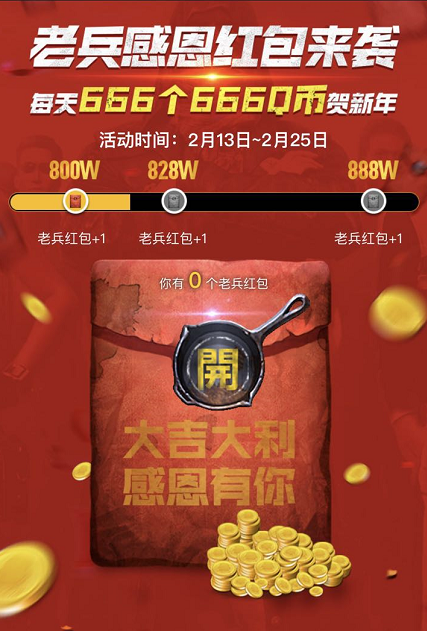 老兵感恩红包来袭
每天666个666Q币贺新年
活动时间：2月13日~2月25日
800W 828W 888W
老兵红包+1 老兵红包+1 老兵红包+1
你有 0 个老兵红包
開
大吉大利
感恩有你